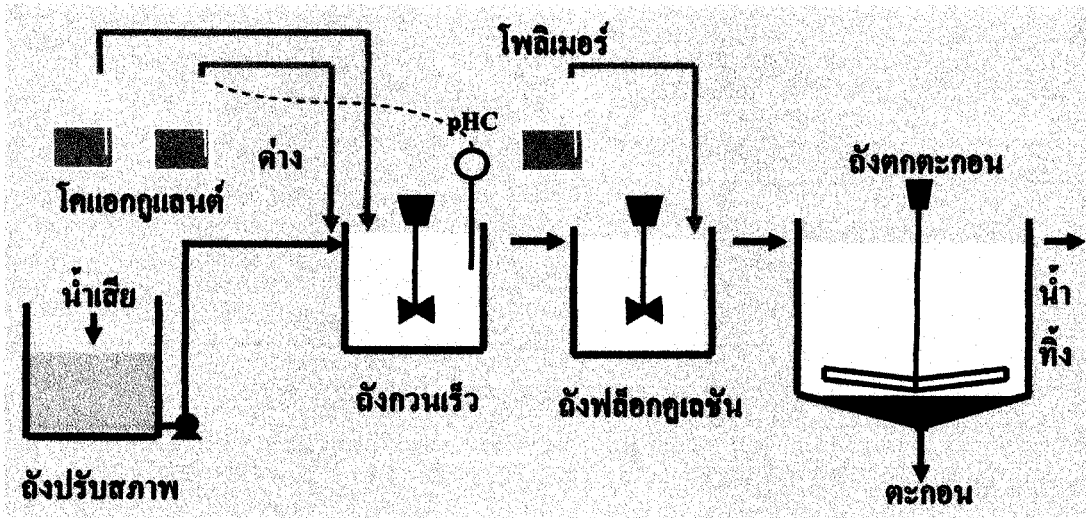 โพลิเมอร์
pHC
ด่าง
โคแอกกูแลนต์
ถังตกตะกอน
น้ำเสีย
น้ำ
ทิ้ง
ถังกวนเร็ว
ถังฟล็อกคูเลชัน
ถังปรับสภาพ
ตะกอน